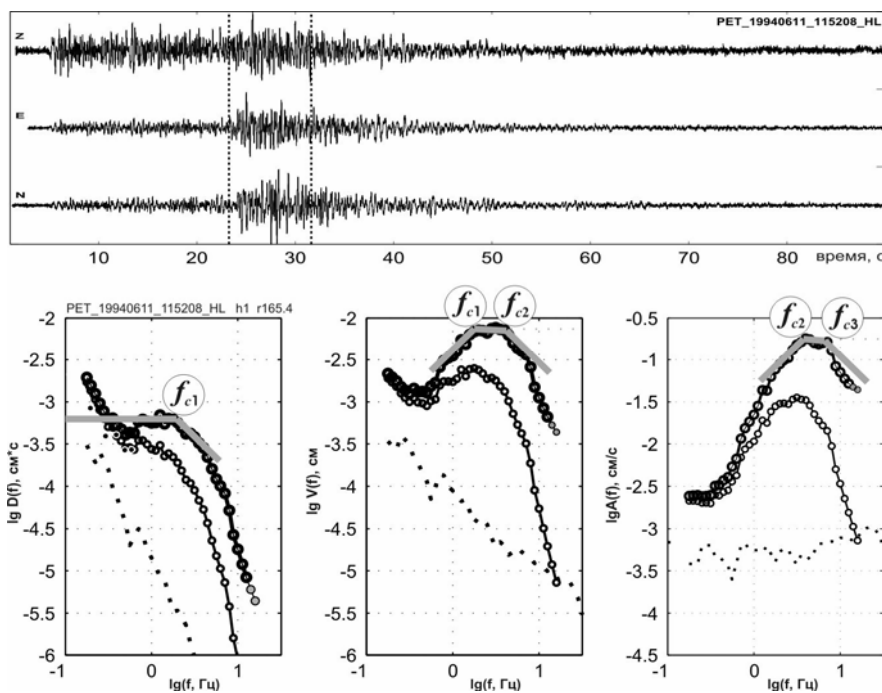 PET_19940611_115208_HL
Z
E
N
10 20 30 40 50 60 70 80 время, с
PET_19940611_115208_HL h1 r165.4
fc1
lg D(f), см*с
-2
-2.5
-3
-3.5
-4
-4.5
-5
-5.5
-6
-1 0 1
lg(f, Гц)
fc1 fc2
lg V(f), см
-2
-2.5
-3
-3.5
-4
-4.5
-5
-5.5
-6
-1 0 1
lg(f, Гц)
fc2 fc3
lgA(f), см/с
-0.5
-1
-1.5
-2
-2.5
-3
-3.5
-4
-4.5
-1 0 1
lg(f, Гц)